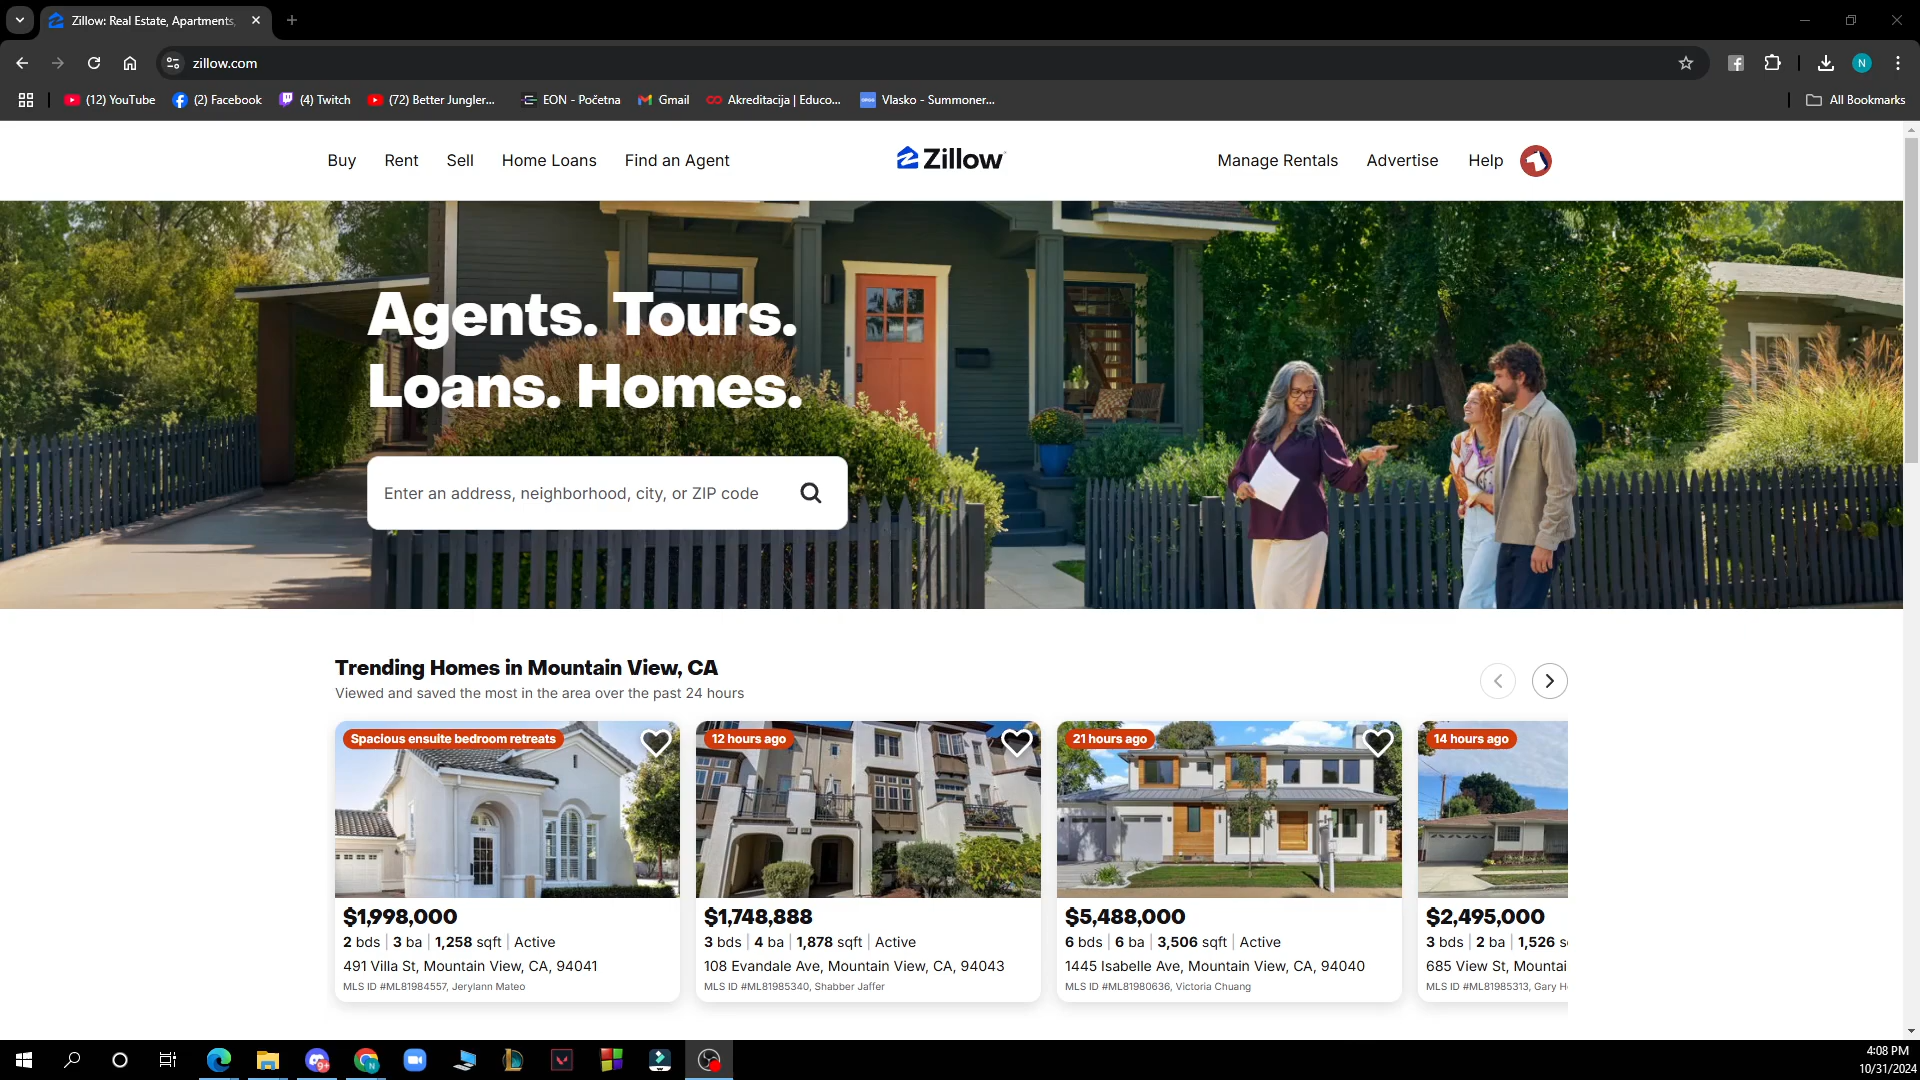 Zillow: Real Estate, Apartments,
zillow.com
(12) YouTube
(2) Facebook
(4) Twitch
(72) Better Jungler...
EON - Početna
Gmail
Akreditacija | Educo...
Vlasko - Summoner...
All Bookmarks
Buy
Rent
Sell
Home Loans
Find an Agent
Zillow
Manage Rentals
Advertise
Help
Agents. Tours.
Loans. Homes.
Enter an address, neighborhood, city, or ZIP code
Trending Homes in Mountain View, CA
Viewed and saved the most in the area over the past 24 hours
Spacious ensuite bedroom retreats
$1,998,000
2 bds | 3 ba | 1,258 sqft | Active
491 Villa St, Mountain View, CA, 94041
MLS ID #ML81984557, Jerylann Mateo
12 hours ago
$1,748,888
3 bds | 4 ba | 1,878 sqft | Active
108 Evandale Ave, Mountain View, CA, 94043
MLS ID #ML81985340, Shabber Jaffer
21 hours ago
$5,488,000
6 bds | 6 ba | 3,506 sqft | Active
1445 Isabelle Ave, Mountain View, CA, 94040
MLS ID #ML81980636, Victoria Chuang
14 hours ago
$2,495,000
3 bds | 2 ba | 1,526 s
685 View St, Mountai
MLS ID #ML81985313, Gary H
N
9+
4:08 PM
10/31/2024